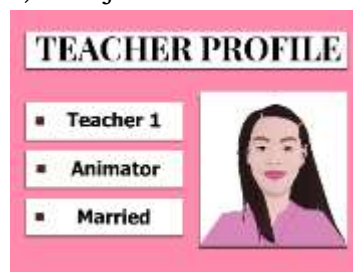 TEACHER PROFILE
▪ Teacher 1
▪ Animator
▪ Married